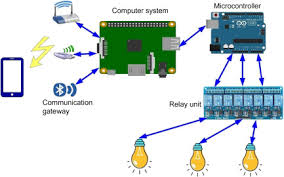 Computer system
Microcontroller
Communication
gateway
Relay unit